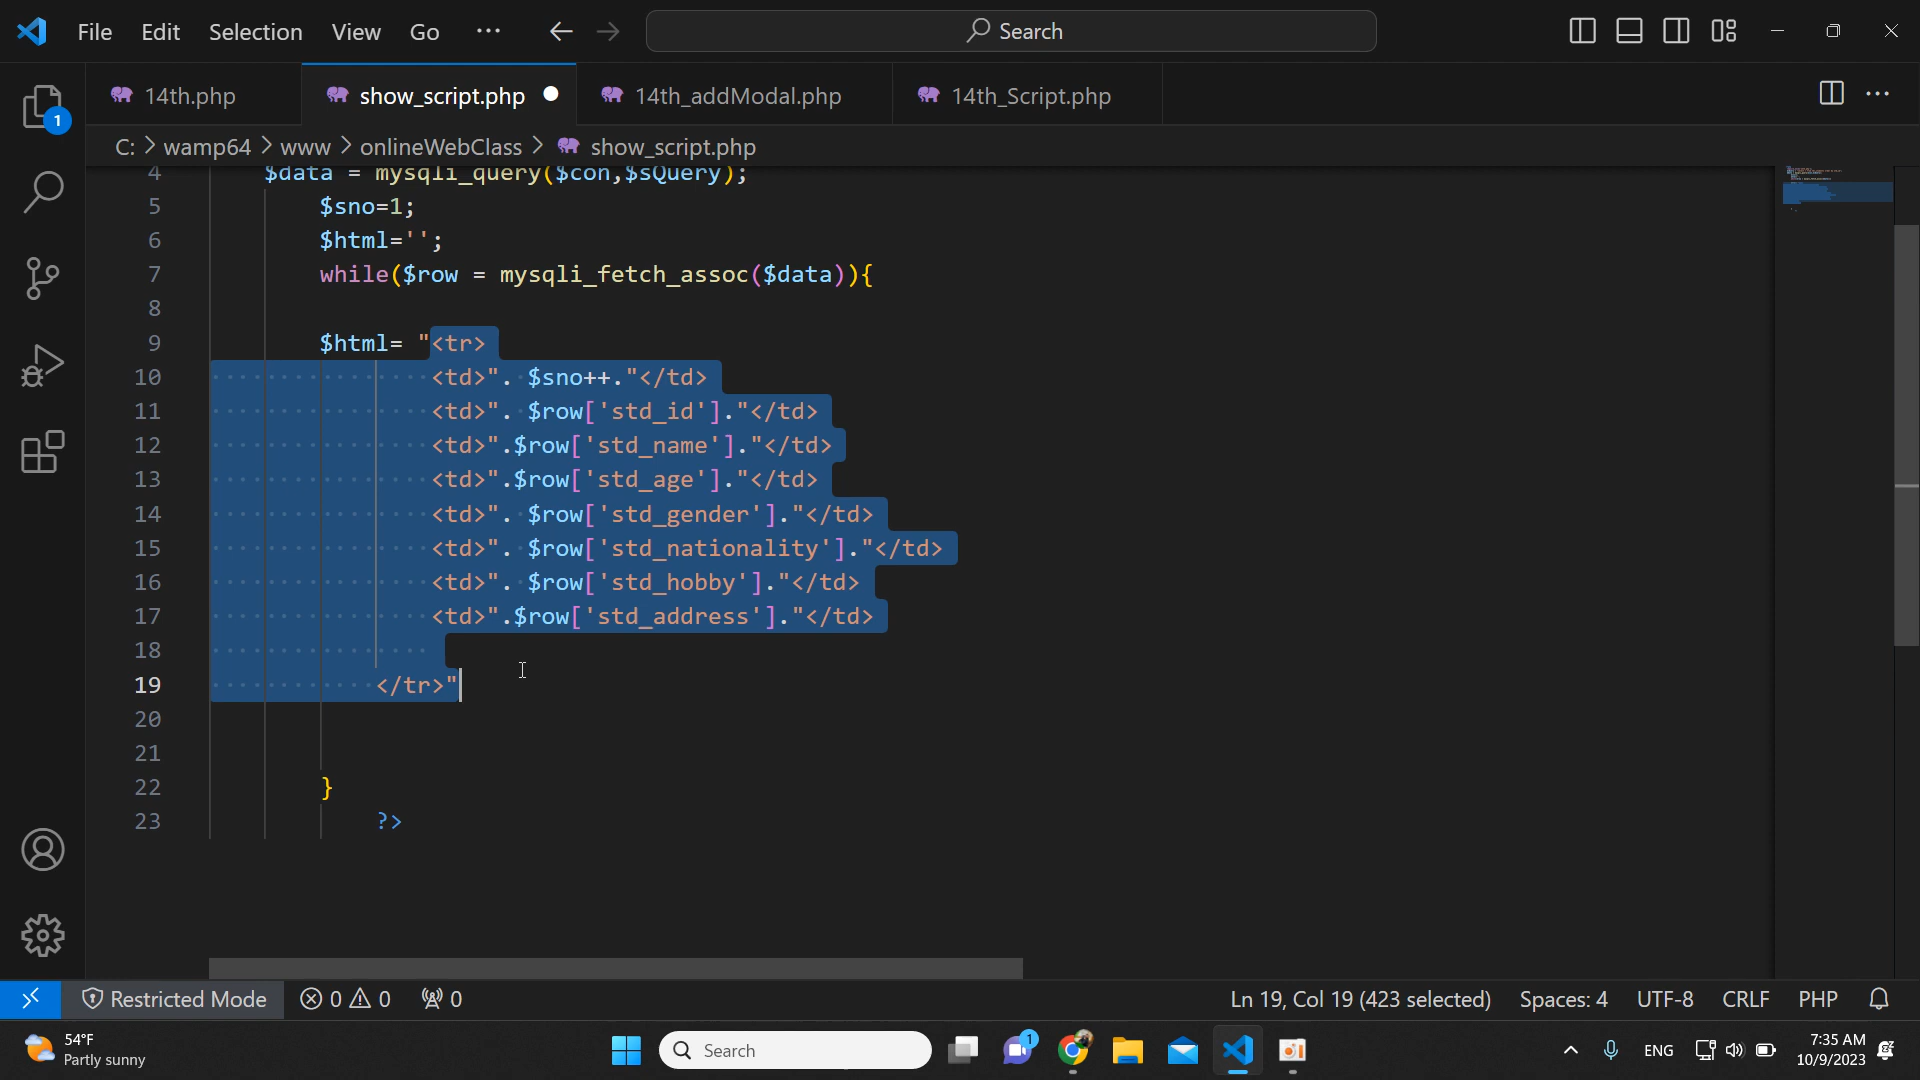 File Edit Selection View Go ··· Search
14th.php show_script.php 14th_addModal.php 14th_Script.php
1
C: > wamp64 > www > onlineWebClass > show_script.php
4 $data = mysqli_query($con,$sQuery);
5 $sno=1;
6 $html='';
7 while($row = mysqli_fetch_assoc($data)){
8
9 $html= "<tr>
10 <td>". $sno++."</td>
11 <td>". $row['std_id']."</td>
12 <td>".$row['std_name']."</td>
13 <td>".$row['std_age']."</td>
14 <td>". $row['std_gender']."</td>
15 <td>". $row['std_nationality']."</td>
16 <td>". $row['std_hobby']."</td>
17 <td>".$row['std_address']."</td>
18
19 </tr>"
20
21
22 }
23 ?>
Restricted Mode 0 0 0 Ln 19, Col 19 (423 selected) Spaces: 4 UTF-8 CRLF PHP
54°F
Partly sunny
Search
1
ENG
7:35 AM
10/9/2023